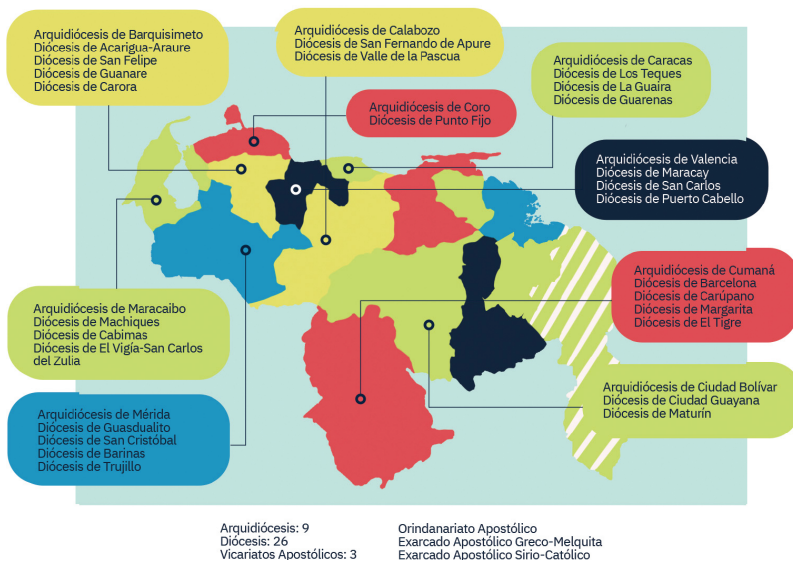 Arquidiócesis de Barquisimeto
Diócesis de Acarigua-Araure
Diócesis de San Felipe
Diócesis de Guanare
Diócesis de Carora
Arquidiócesis de Calabozo
Diócesis de San Fernando de Apure
Diócesis de Valle de la Pascua
Arquidiócesis de Caracas
Diócesis de Los Teques
Diócesis de La Guaira
Diócesis de Guarenas
Arquidiócesis de Coro
Diócesis de Punto Fijo
Arquidiócesis de Valencia
Diócesis de Maracay
Diócesis de San Carlos
Diócesis de Puerto Cabello
Arquidiócesis de Cumaná
Diócesis de Barcelona
Diócesis de Carúpano
Diócesis de Margarita
Diócesis de El Tigre
Arquidiócesis de Maracaibo
Diócesis de Machiques
Diócesis de Cabimas
Diócesis de El Vigía-San Carlos
del Zulia
Arquidiócesis de Ciudad Bolívar
Diócesis de Ciudad Guayana
Diócesis de Maturín
Arquidiócesis de Mérida
Diócesis de Guasdualito
Diócesis de San Cristóbal
Diócesis de Barinas
Diócesis de Trujillo
Arquidiócesis: 9
Diócesis: 26
Vicariatos Apostólicos: 3
Orindanariato Apostólico
Exarcado Apostólico Greco-Melquita
Exarcado Apostólico Sirio-Católico